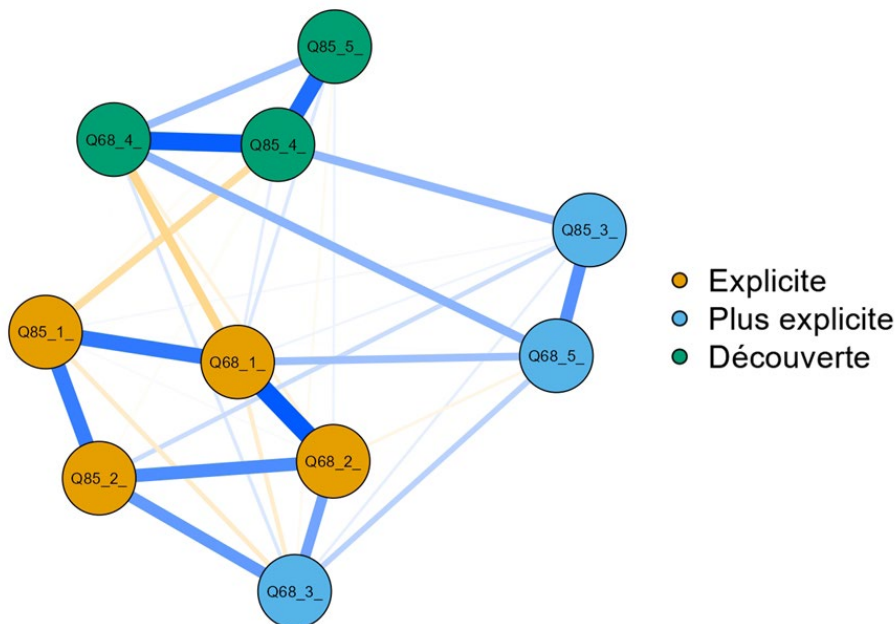 Q85_5_
Q68_4_
Q85_4_
Q85_3_
Q85_1_
Q68_1_
Q68_5_
Q85_2_
Q68_2_
Q68_3_
Explicite
Plus explicite
Découverte